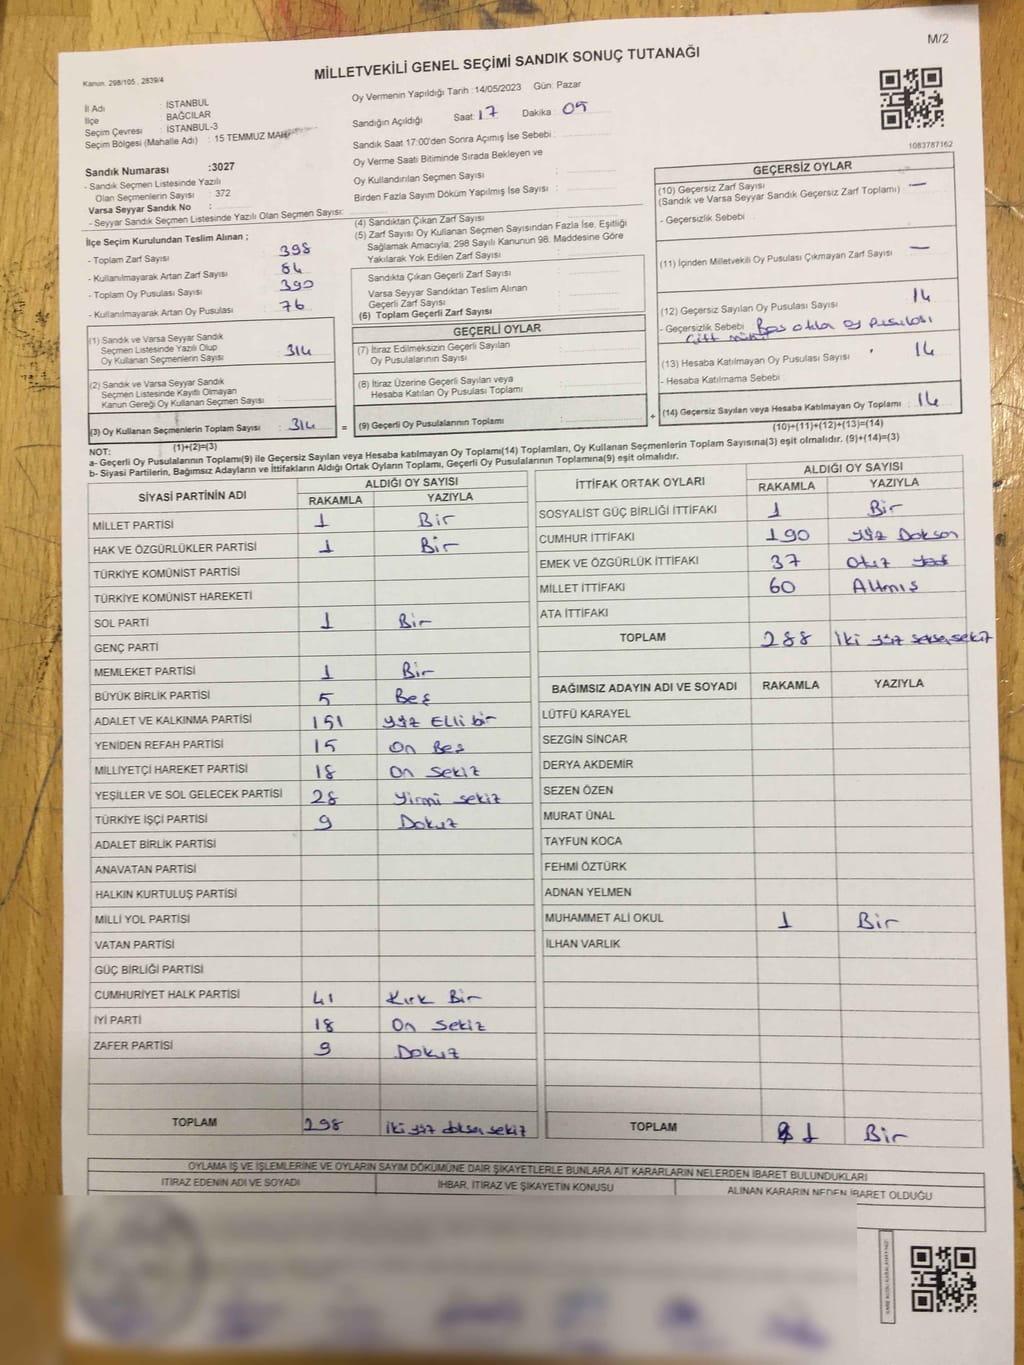 M/2
Kanun. 298/105 , 2839/4
MİLLETVEKİLİ GENEL SEÇİMİ SANDIK SONUÇ TUTANAĞI
İl Adı : İSTANBUL
İlçe : BAĞCILAR
Seçim Çevresi : İSTANBUL-3
Seçim Bölgesi (Mahalle Adı) : 15 TEMMUZ MAH
Sandık Numarası :3027
- Sandık Seçmen Listesinde Yazılı
Olan Seçmenlerin Sayısı : 372
Varsa Seyyar Sandık No :
- Seyyar Sandık Seçmen Listesinde Yazılı Olan Seçmen Sayısı:
İlçe Seçim Kurulundan Teslim Alınan ;
- Toplam Zarf Sayısı 398
- Kullanılmayarak Artan Zarf Sayısı 84
- Toplam Oy Pusulası Sayısı 390
- Kullanılmayarak Artan Oy Pusulası 76
(1) Sandık ve Varsa Seyyar Sandık
Seçmen Listesinde Yazılı Olup
Oy Kullanan Seçmenlerin Sayısı 314
(2) Sandık ve Varsa Seyyar Sandık
Seçmen Listesinde Kayıtlı Olmayan
Kanun Gereği Oy Kullanan Seçmen Sayısı :
(3) Oy Kullanan Seçmenlerin Toplam Sayısı : 314
(1)+(2)=(3)
Oy Vermenin Yapıldığı Tarih :14/05/2023 Gün: Pazar
Sandığın Açıldığı Saat: 17 Dakika : 05
Sandık Saat 17:00'den Sonra Açımış İse Sebebi :
Oy Verme Saati Bitiminde Sırada Bekleyen ve
Oy Kullandırılan Seçmen Sayısı :
Birden Fazla Sayım Döküm Yapılmış İse Sayısı :
(4) Sandıktan Çıkan Zarf Sayısı :
(5) Zarf Sayısı Oy Kullanan Seçmen Sayısından Fazla İse, Eşitliği
Sağlamak Amacıyla; 298 Sayılı Kanunun 98. Maddesine Göre
Yakılarak Yok Edilen Zarf Sayısı :
Sandıkta Çıkan Geçerli Zarf Sayısı :
Varsa Seyyar Sandıktan Teslim Alınan
Geçerli Zarf Sayısı
(6) Toplam Geçerli Zarf Sayısı :
GEÇERLİ OYLAR
(7) İtiraz Edilmeksizin Geçerli Sayılan
Oy Pusulalarının Sayısı :
(8) İtiraz Üzerine Geçerli Sayılan veya
Hesaba Katılan Oy Pusulası Toplamı :
= (9) Geçerli Oy Pusulalarının Toplamı :
+
1083787162
GEÇERSİZ OYLAR
(10) Geçersiz Zarf Sayısı —
(Sandık ve Varsa Seyyar Sandık Geçersiz Zarf Toplamı)
- Geçersizlik Sebebi
(11) İçinden Milletvekili Oy Pusulası Çıkmayan Zarf Sayısı —
(12) Geçersiz Sayılan Oy Pusulası Sayısı 14
- Geçersizlik Sebebi Boş atılan oy pusulası
(13) Hesaba Katılmayan Oy Pusulası Sayısı 14
- Hesaba Katılmama Sebebi
(14) Geçersiz Sayılan veya Hesaba Katılmayan Oy Toplamı : 14
(10)+(11)+(12)+(13)=(14)
NOT:
a- Geçerli Oy Pusulalarının Toplamı(9) ile Geçersiz Sayılan veya Hesaba katılmayan Oy Toplamı(14) Toplamları, Oy Kullanan Seçmenlerin Toplam Sayısına(3) eşit olmalıdır. (9)+(14)=(3)
b- Siyasi Partilerin, Bağımsız Adayların ve İttifakların Aldığı Ortak Oyların Toplamı, Geçerli Oy Pusulalarının Toplamına(9) eşit olmalıdır.
SİYASİ PARTİNİN ADI ALDIĞI OY SAYISI
RAKAMLA YAZIYLA
MİLLET PARTİSİ 1 Bir
HAK VE ÖZGÜRLÜKLER PARTİSİ 1 Bir
TÜRKİYE KOMÜNİST PARTİSİ
TÜRKİYE KOMÜNİST HAREKETİ
SOL PARTİ 1 Bir
GENÇ PARTİ
MEMLEKET PARTİSİ 1 Bir
BÜYÜK BİRLİK PARTİSİ 5 Beş
ADALET VE KALKINMA PARTİSİ 151 Yüz Elli bir
YENİDEN REFAH PARTİSİ 15 On Beş
MİLLİYETÇİ HAREKET PARTİSİ 18 On Sekiz
YEŞİLLER VE SOL GELECEK PARTİSİ 28 Yirmi sekiz
TÜRKİYE İŞÇİ PARTİSİ 9 Dokuz
ADALET BİRLİK PARTİSİ
ANAVATAN PARTİSİ
HALKIN KURTULUŞ PARTİSİ
MİLLİ YOL PARTİSİ
VATAN PARTİSİ
GÜÇ BİRLİĞİ PARTİSİ
CUMHURİYET HALK PARTİSİ 41 Kırk Bir
İYİ PARTİ 18 On Sekiz
ZAFER PARTİSİ 9 Dokuz
TOPLAM 298 İki yüz doksan sekiz
İTTİFAK ORTAK OYLARI ALDIĞI OY SAYISI
RAKAMLA YAZIYLA
SOSYALİST GÜÇ BİRLİĞİ İTTİFAKI 1 Bir
CUMHUR İTTİFAKI 190 Yüz Doksan
EMEK VE ÖZGÜRLÜK İTTİFAKI 37 Otuz
MİLLET İTTİFAKI 60 Altmış
ATA İTTİFAKI
TOPLAM 288 İki yüz seksen sekiz
BAĞIMSIZ ADAYIN ADI VE SOYADI RAKAMLA YAZIYLA
LÜTFÜ KARAYEL
SEZGİN SİNCAR
DERYA AKDEMİR
SEZEN ÖZEN
MURAT ÜNAL
TAYFUN KOCA
FEHMİ ÖZTÜRK
ADNAN YELMEN
MUHAMMET ALİ OKUL 1 Bir
İLHAN VARLIK
TOPLAM 1 Bir
OYLAMA İŞ VE İŞLEMLERİNE VE OYLARIN SAYIM DÖKÜMÜNE DAİR ŞİKAYETLERLE BUNLARA AİT KARARLARIN NELERDEN İBARET BULUNDUKLARI
İTİRAZ EDENİN ADI VE SOYADI İHBAR, İTİRAZ VE ŞİKAYETİN KONUSU ALINAN KARARIN NEDEN İBARET OLDUĞU